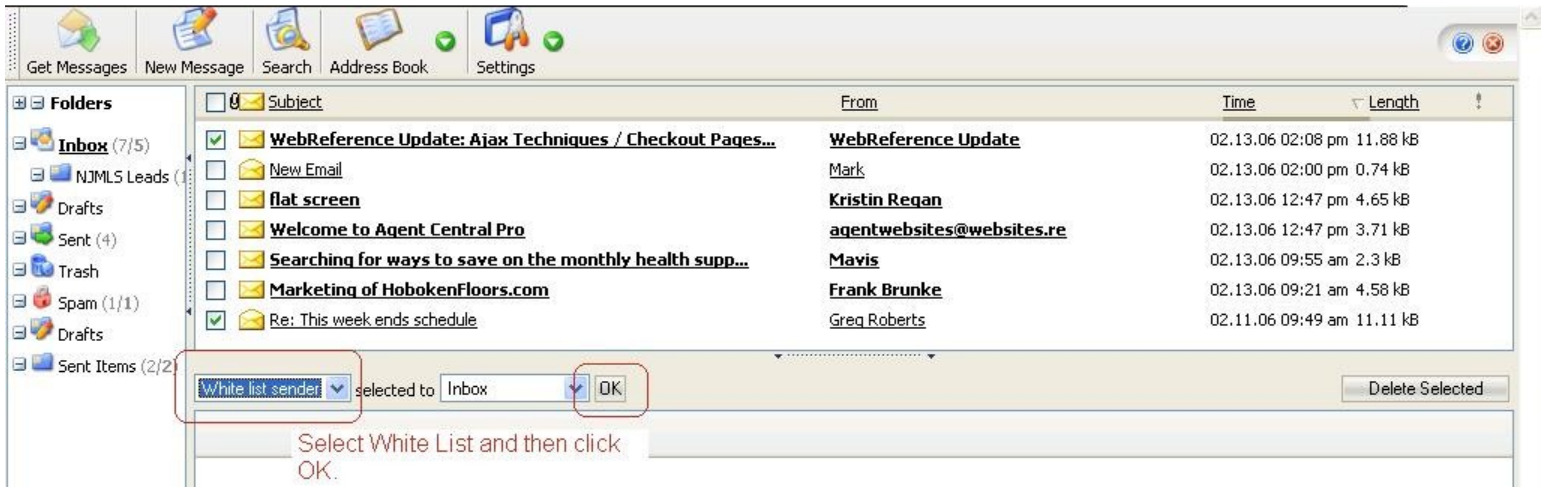 Get Messages New Message Search Address Book Settings
Folders
Inbox (7/5)
NJMLS Leads (1
Drafts
Sent (4)
Trash
Spam (1/1)
Drafts
Sent Items (2/2)
Subject From Time Length !
WebReference Update: Ajax Techniques / Checkout Pages... WebReference Update 02.13.06 02:08 pm 11.88 kB
New Email Mark 02.13.06 02:00 pm 0.74 kB
flat screen Kristin Regan 02.13.06 12:47 pm 4.65 kB
Welcome to Agent Central Pro agentwebsites@websites.re 02.13.06 12:47 pm 3.71 kB
Searching for ways to save on the monthly health supp... Mavis 02.13.06 09:55 am 2.3 kB
Marketing of HobokenFloors.com Frank Brunke 02.13.06 09:21 am 4.58 kB
Re: This week ends schedule Greg Roberts 02.11.06 09:49 am 11.11 kB
White list sender selected to Inbox OK Delete Selected
Select White List and then click
OK.